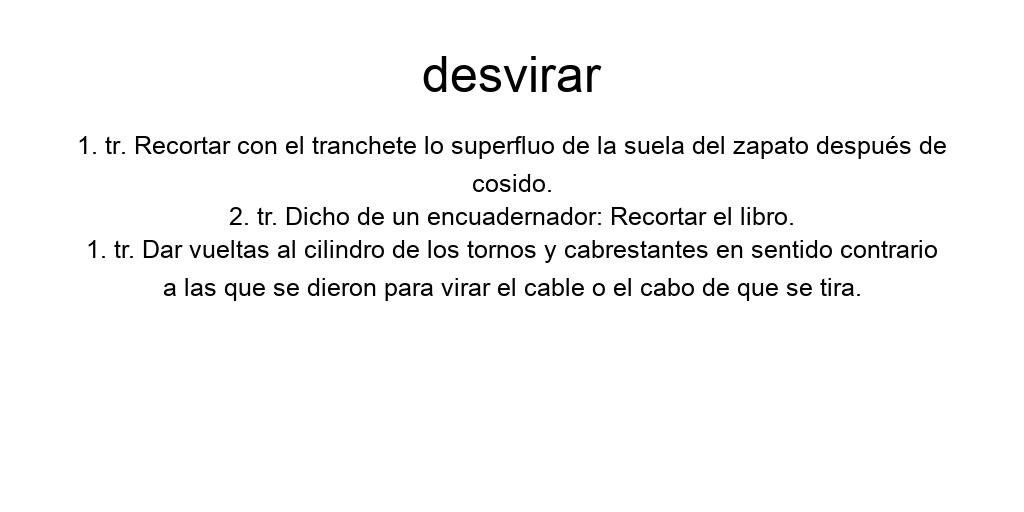 desvirar
1. tr. Recortar con el tranchete lo superfluo de la suela del zapato después de
cosido.
2. tr. Dicho de un encuadernador: Recortar el libro.
1. tr. Dar vueltas al cilindro de los tornos y cabrestantes en sentido contrario
a las que se dieron para virar el cable o el cabo de que se tira.